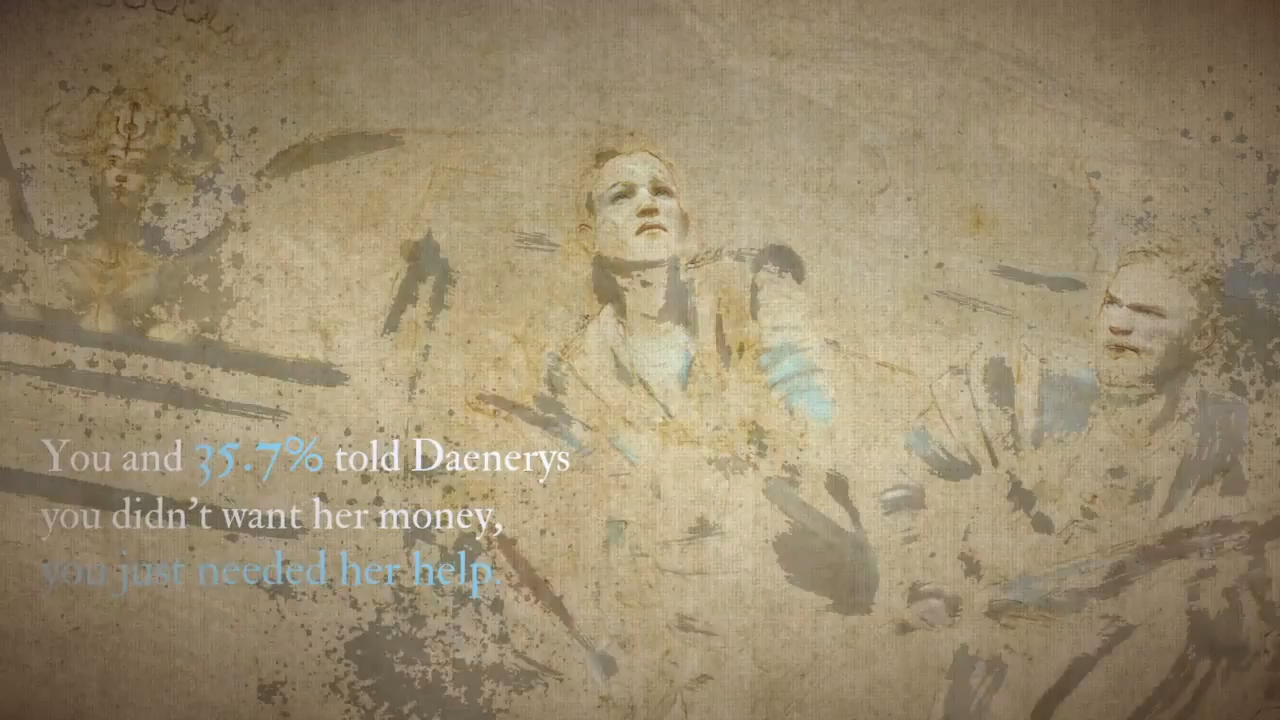 You and 35.7% told Daenerys
you didn't want her money,
you just needed her help.